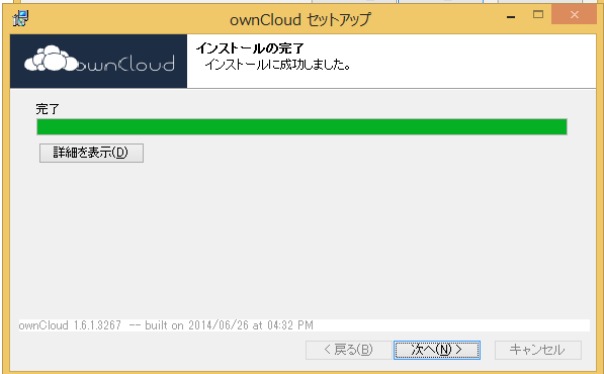 ownCloud セットアップ
ownCloud
インストールの完了
インストールに成功しました。
完了
詳細を表示(D)
ownCloud 1.6.1.3267 -- built on 2014/06/26 at 04:32 PM
< 戻る(B)
次へ(N) >
キャンセル